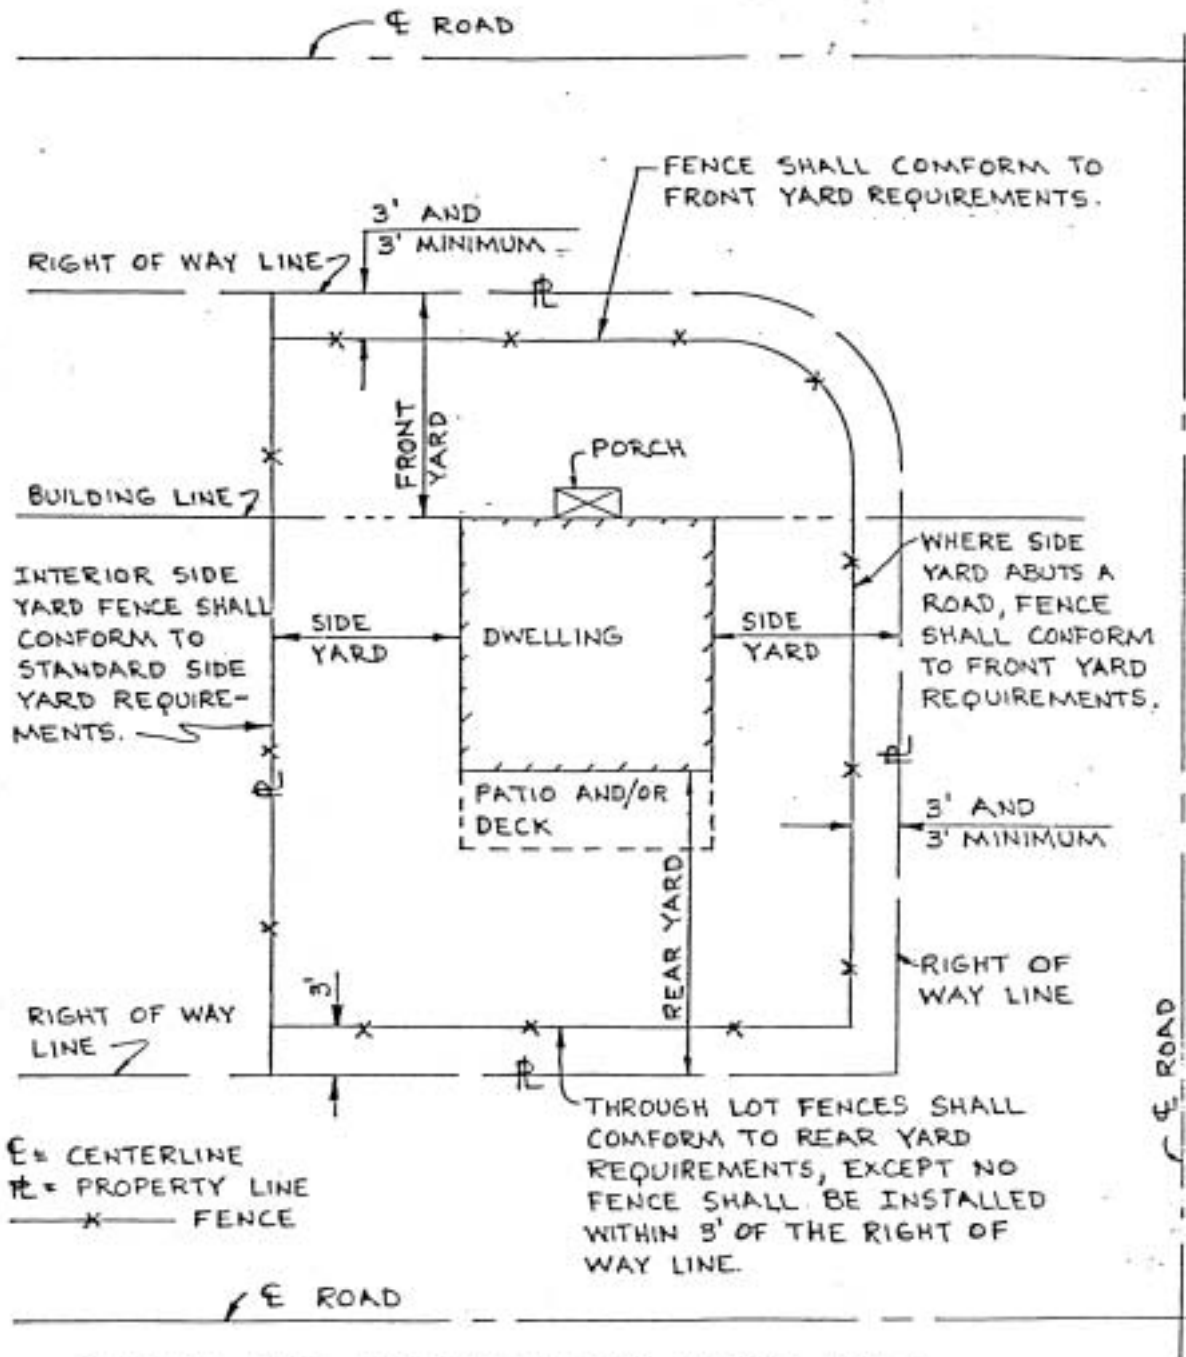 ℄ ROAD
FENCE SHALL COMFORM TO
FRONT YARD REQUIREMENTS.
3' AND
3' MINIMUM
RIGHT OF WAY LINE
PL
FRONT
YARD
PORCH
BUILDING LINE
INTERIOR SIDE
YARD FENCE SHALL
CONFORM TO
STANDARD SIDE
YARD REQUIRE-
MENTS.
SIDE
YARD
DWELLING
SIDE
YARD
WHERE SIDE
YARD ABUTS A
ROAD, FENCE
SHALL CONFORM
TO FRONT YARD
REQUIREMENTS.
PL
PL
PATIO AND/OR
DECK
3' AND
3' MINIMUM
REAR YARD
3'
RIGHT OF
WAY LINE
RIGHT OF WAY
LINE
PL
℄ ROAD
THROUGH LOT FENCES SHALL
COMFORM TO REAR YARD
REQUIREMENTS, EXCEPT NO
FENCE SHALL BE INSTALLED
WITHIN 3' OF THE RIGHT OF
WAY LINE.
℄ = CENTERLINE
PL = PROPERTY LINE
x FENCE
℄ ROAD